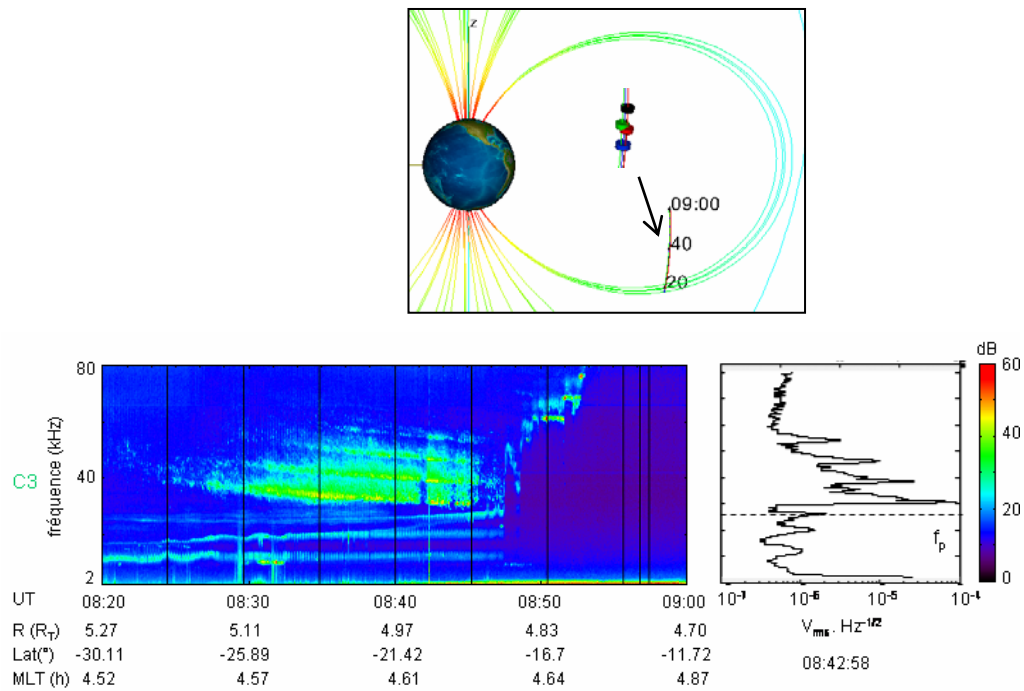 z
09:00
40
20
dB
80
60
40
fréquence (kHz)
C3
40
20
f_p
2
0
UT 08:20 08:30 08:40 08:50 09:00
10⁻⁷ 10⁻⁶ 10⁻⁵ 10⁻⁴
R (R_T) 5.27 5.11 4.97 4.83 4.70
V_rms . Hz^-1/2
Lat(°) -30.11 -25.89 -21.42 -16.7 -11.72
08:42:58
MLT (h) 4.52 4.57 4.61 4.64 4.87